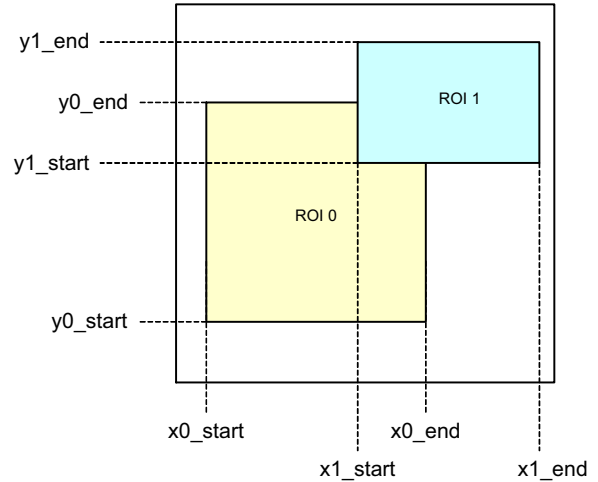 y1_end
y0_end
ROI 1
y1_start
ROI 0
y0_start
x0_start
x0_end
x1_start
x1_end